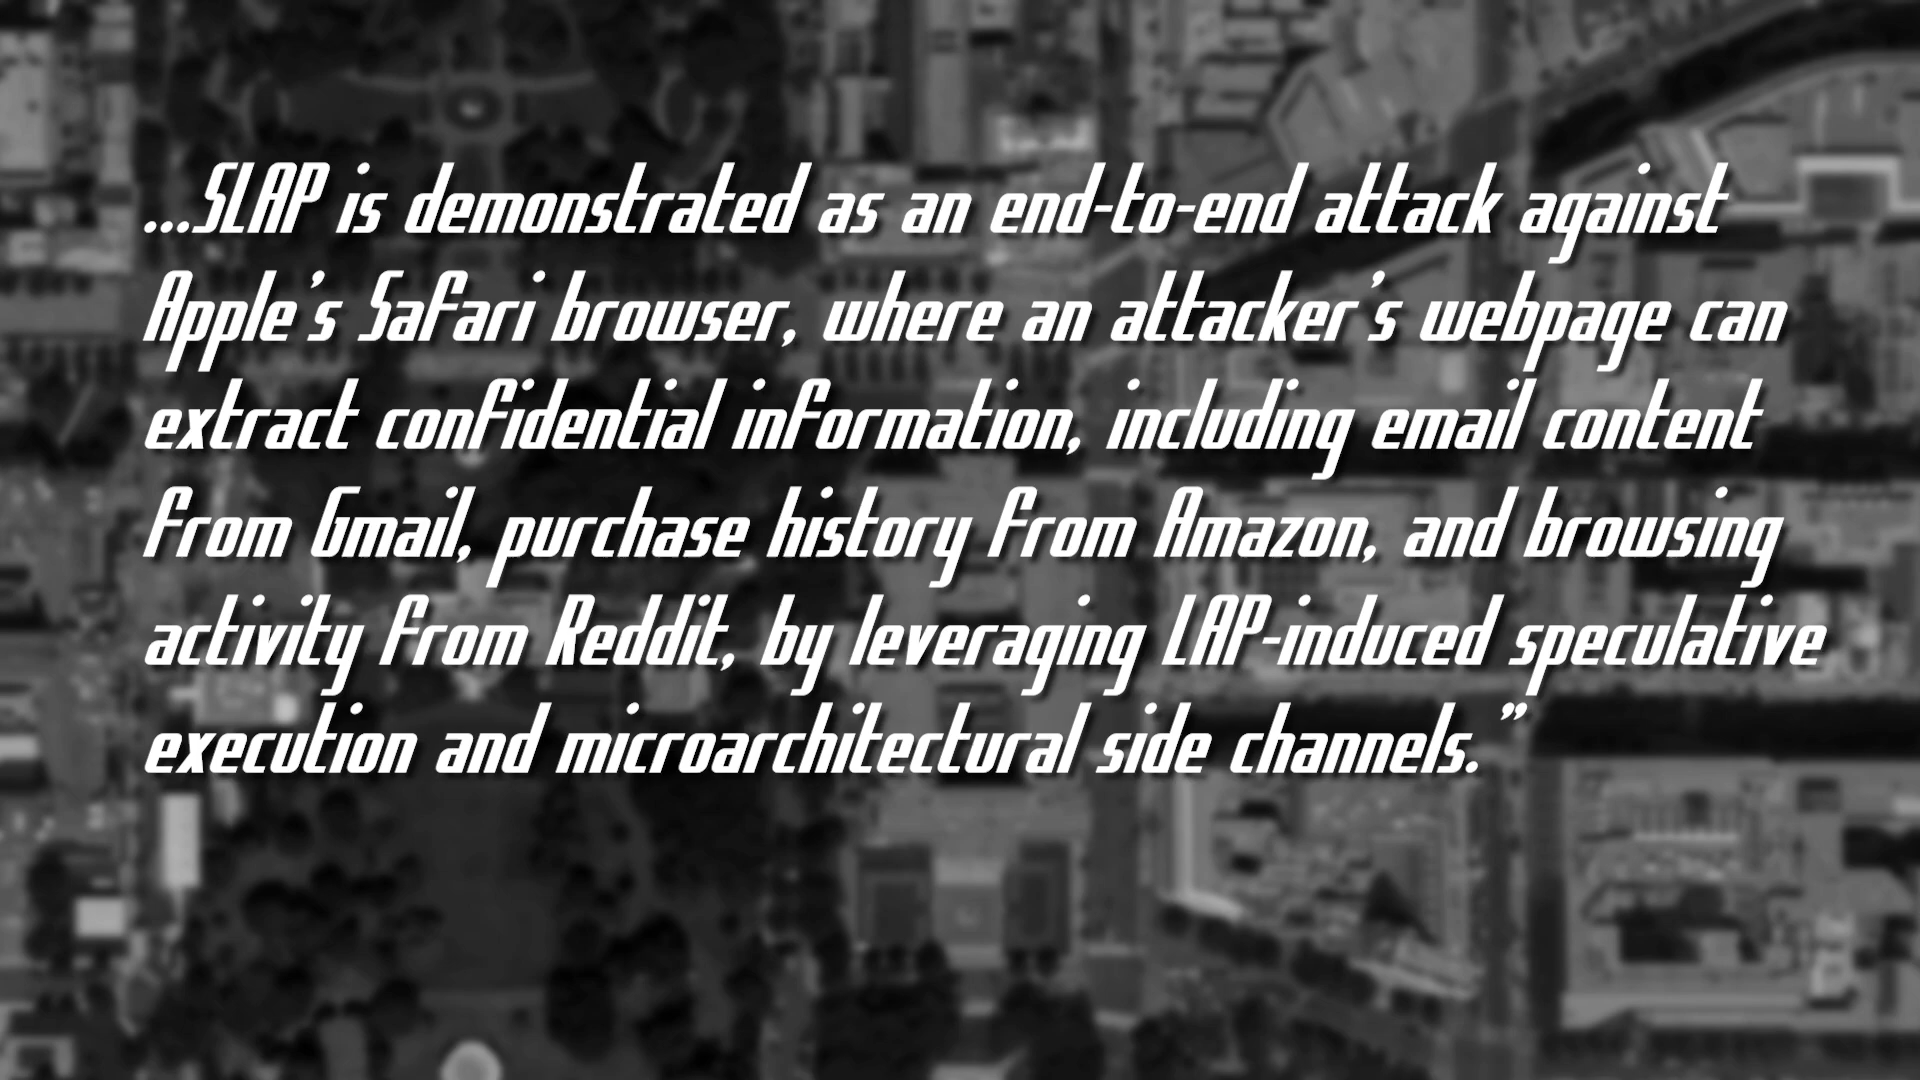 ...SLAP is demonstrated as an end-to-end attack against
Apple's Safari browser, where an attacker's webpage can
extract confidential information, including email content
from Gmail, purchase history from Amazon, and browsing
activity from Reddit, by leveraging LAP-induced speculative
execution and microarchitectural side channels.”